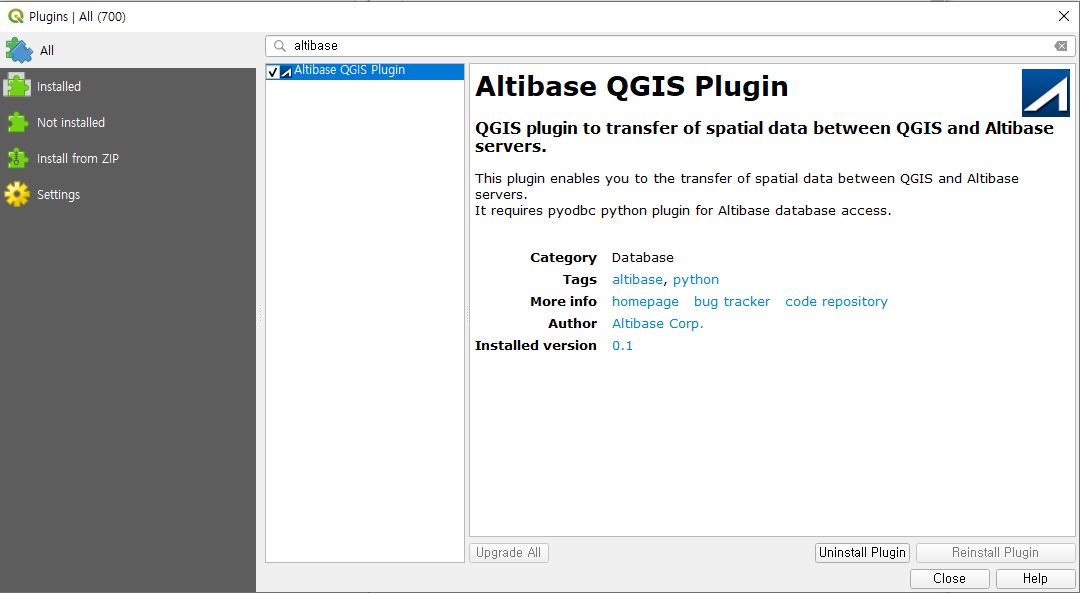 Plugins | All (700)
All
Installed
Not installed
Install from ZIP
Settings
altibase
Altibase QGIS Plugin
Altibase QGIS Plugin
QGIS plugin to transfer of spatial data between QGIS and Altibase
servers.
This plugin enables you to the transfer of spatial data between QGIS and Altibase
servers.
It requires pyodbc python plugin for Altibase database access.
Category Database
Tags altibase, python
More info homepage bug tracker code repository
Author Altibase Corp.
Installed version 0.1
Upgrade All Uninstall Plugin Reinstall Plugin
Close Help